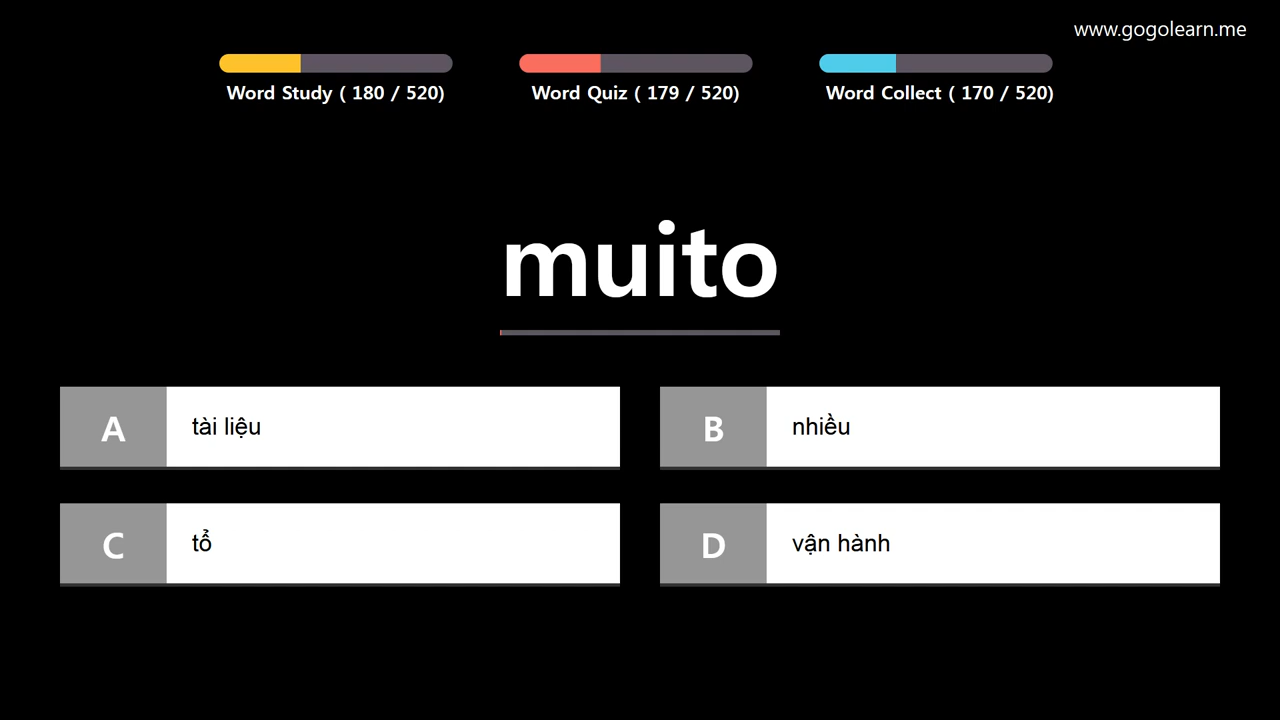 www.gogolearn.me
Word Study ( 180 / 520)
Word Quiz ( 179 / 520)
Word Collect ( 170 / 520)
muito
A
tài liệu
B
nhiều
C
tổ
D
vận hành